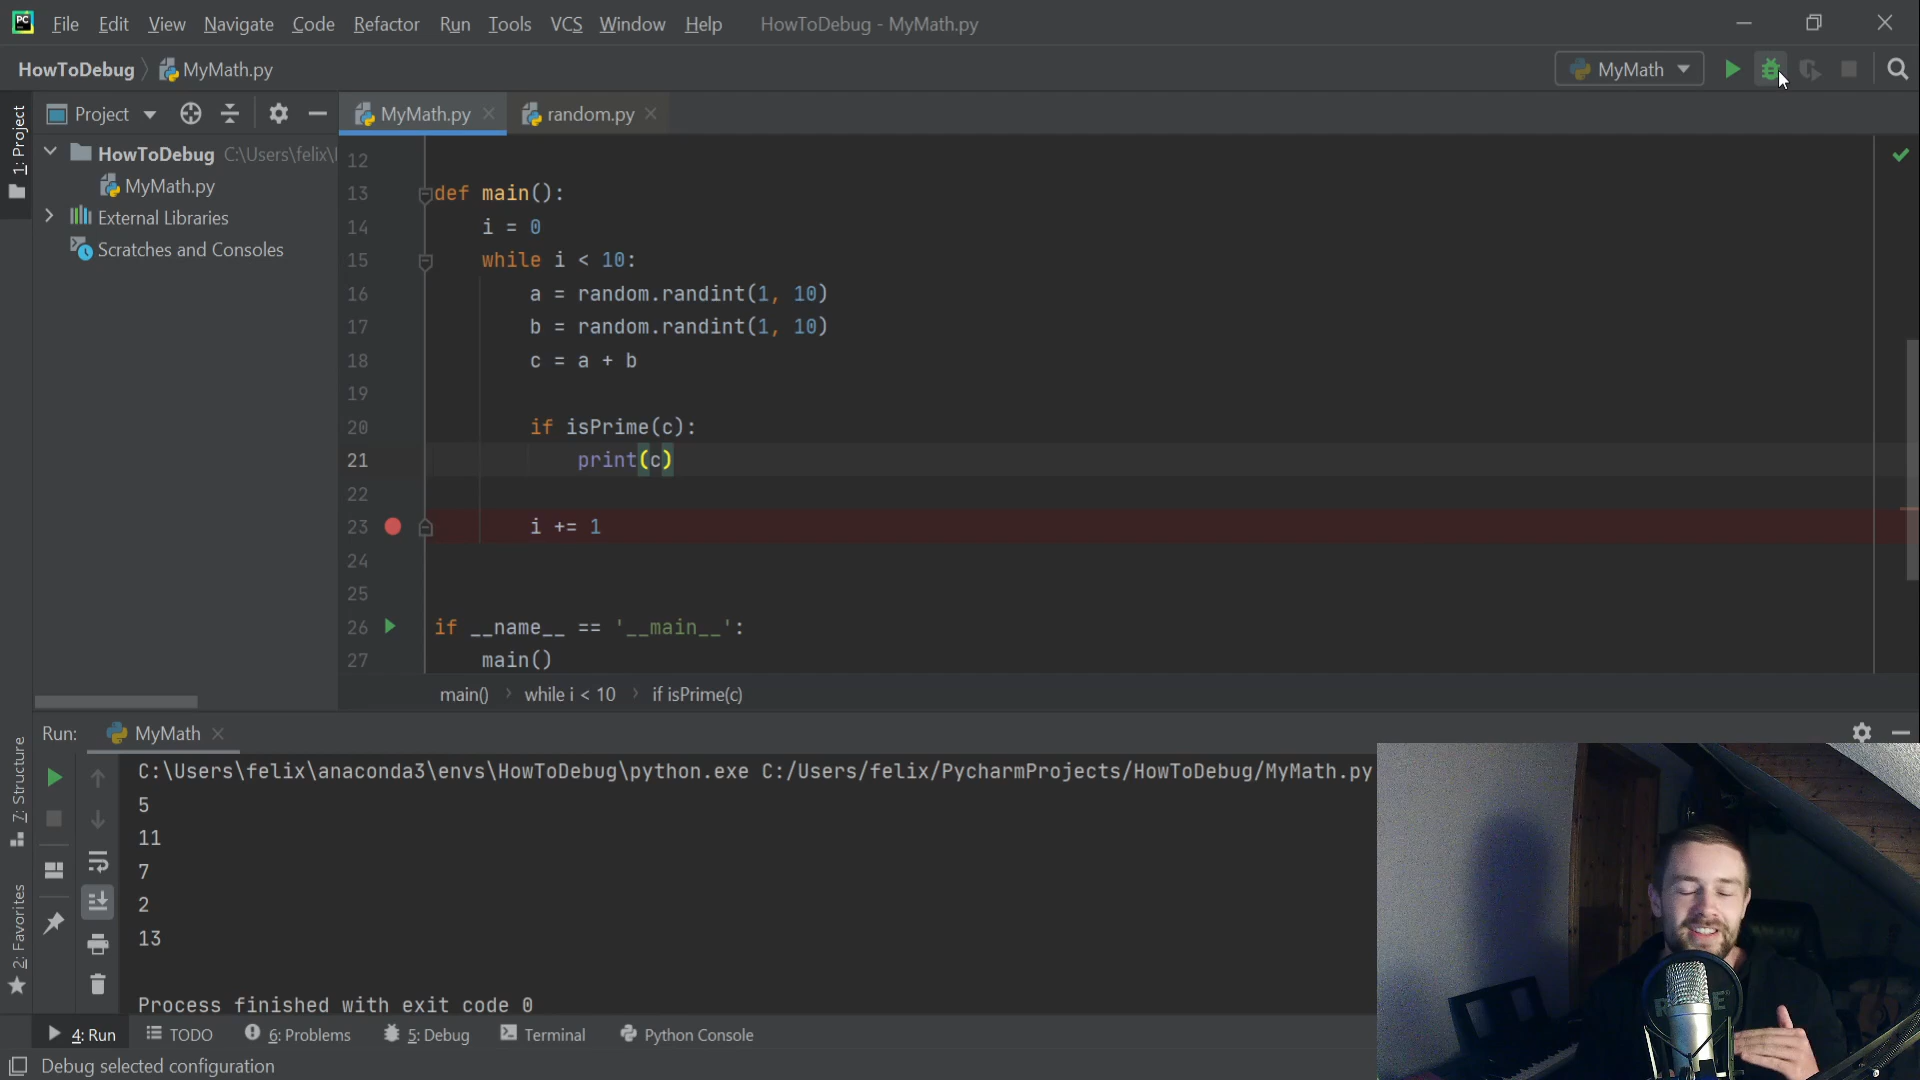 PC File Edit View Navigate Code Refactor Run Tools VCS Window Help HowToDebug - MyMath.py
HowToDebug MyMath.py MyMath
Project MyMath.py random.py
1: Project
HowToDebug C:\Users\felix\
MyMath.py
External Libraries
Scratches and Consoles
12
13 def main():
14 i = 0
15 while i < 10:
16 a = random.randint(1, 10)
17 b = random.randint(1, 10)
18 c = a + b
19
20 if isPrime(c):
21 print(c)
22
23 i += 1
24
25
26 if __name__ == '__main__':
27 main()
main() › while i < 10 › if isPrime(c)
Run: MyMath
7: Structure
2: Favorites
C:\Users\felix\anaconda3\envs\HowToDebug\python.exe C:/Users/felix/PycharmProjects/HowToDebug/MyMath.py
5
11
7
2
13
Process finished with exit code 0
4: Run TODO 6: Problems 5: Debug Terminal Python Console
Debug selected configuration